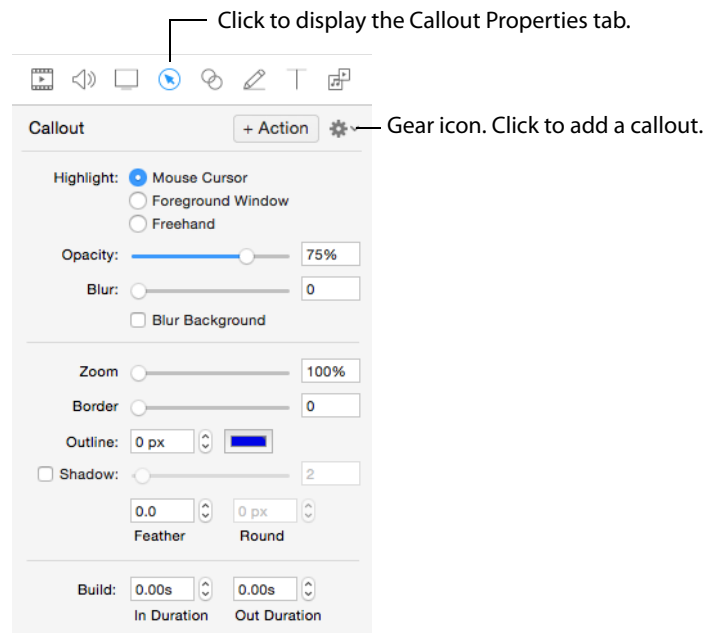 Click to display the Callout Properties tab.
Callout
+ Action
Gear icon. Click to add a callout.
Highlight: Mouse Cursor
Foreground Window
Freehand
Opacity: 75%
Blur: 0
Blur Background
Zoom 100%
Border 0
Outline: 0 px
Shadow: 2
0.0 0 px
Feather Round
Build: 0.00s 0.00s
In Duration Out Duration